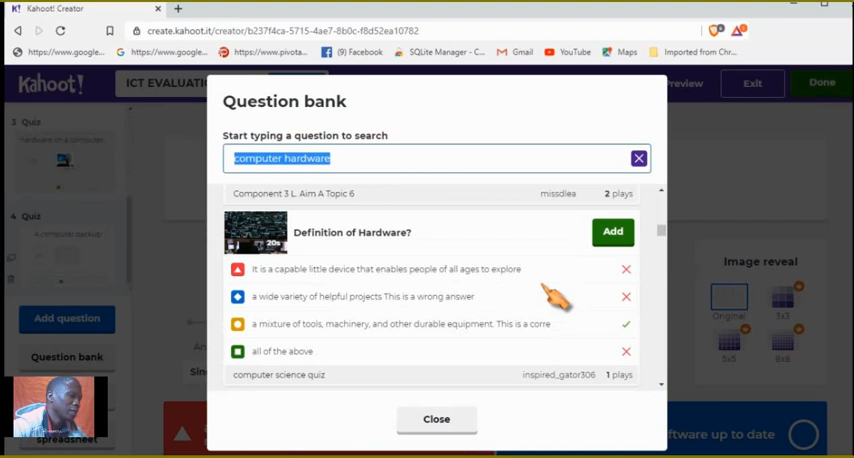 K! Kahoot! Creator
create.kahoot.it/creator/b237f4ca-5715-4ae7-8b0c-f8d52ea10782
https://www.google...
https://www.google...
https://www.pivota...
(9) Facebook
SQLite Manager - C...
Gmail
YouTube
Maps
Imported from Chr...
Kahoot!
ICT EVALUATI
Preview
Exit
Done
Question bank
Start typing a question to search
computer hardware
3 Quiz
hardware on a computer
Component 3 L. Aim A Topic 6
missdlea
2 plays
4 Quiz
A computer backup
20s
Definition of Hardware?
Add
It is a capable little device that enables people of all ages to explore
a wide variety of helpful projects This is a wrong answer
a mixture of tools, machinery, and other durable equipment. This is a corre
all of the above
computer science quiz
inspired_gator306
1 plays
Image reveal
Original
3x3
5x5
8x8
Add question
Question bank
spreadsheet
An
Sin
Close
ftware up to date